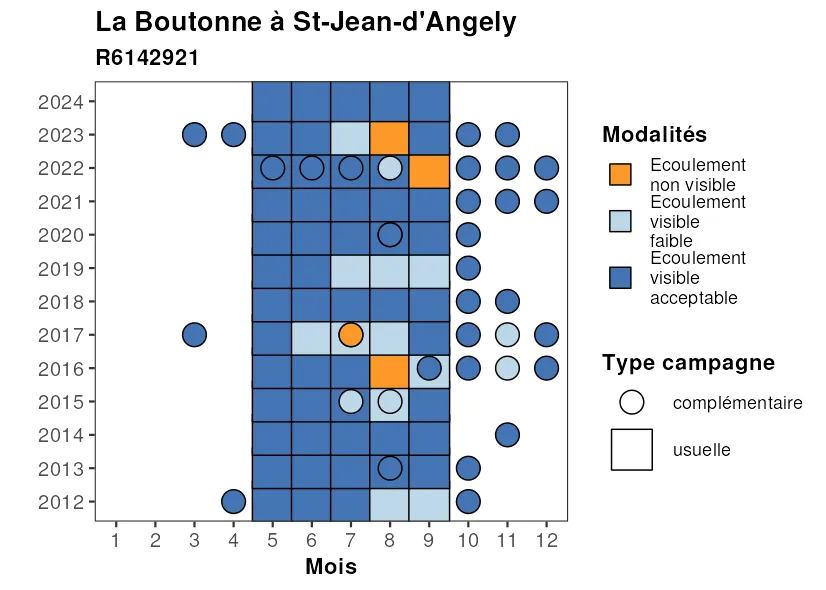 La Boutonne à St-Jean-d'Angely
R6142921
2024
2023
2022
2021
2020
2019
2018
2017
2016
2015
2014
2013
2012
1 2 3 4 5 6 7 8 9 10 11 12
Mois
Modalités
Ecoulement
non visible
Ecoulement
visible
faible
Ecoulement
visible
acceptable
Type campagne
complémentaire
usuelle